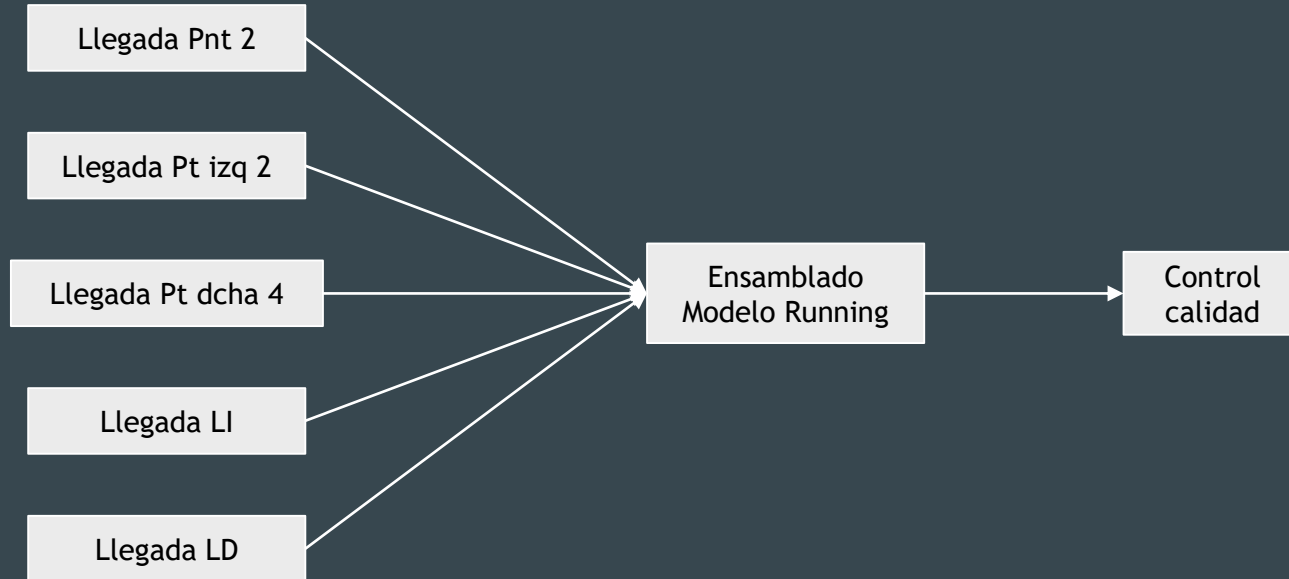 Llegada Pnt 2
Llegada Pt izq 2
Llegada Pt dcha 4
Llegada LI
Llegada LD
Ensamblado
Modelo Running
Control
calidad